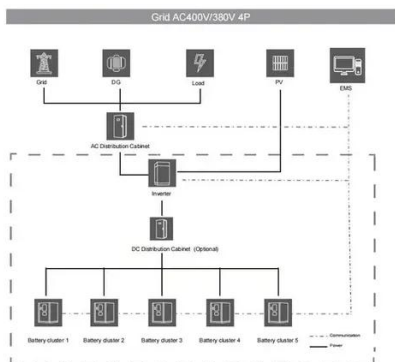 Grid AC400V/380V 4P
Grid
DG
Load
PV
EMS
AC Distribution Cabinet
Inverter
DC Distribution Cabinet (Optional)
Battery cluster 1
Battery cluster 2
Battery cluster 3
Battery cluster 4
Battery cluster 5
Communication
Power